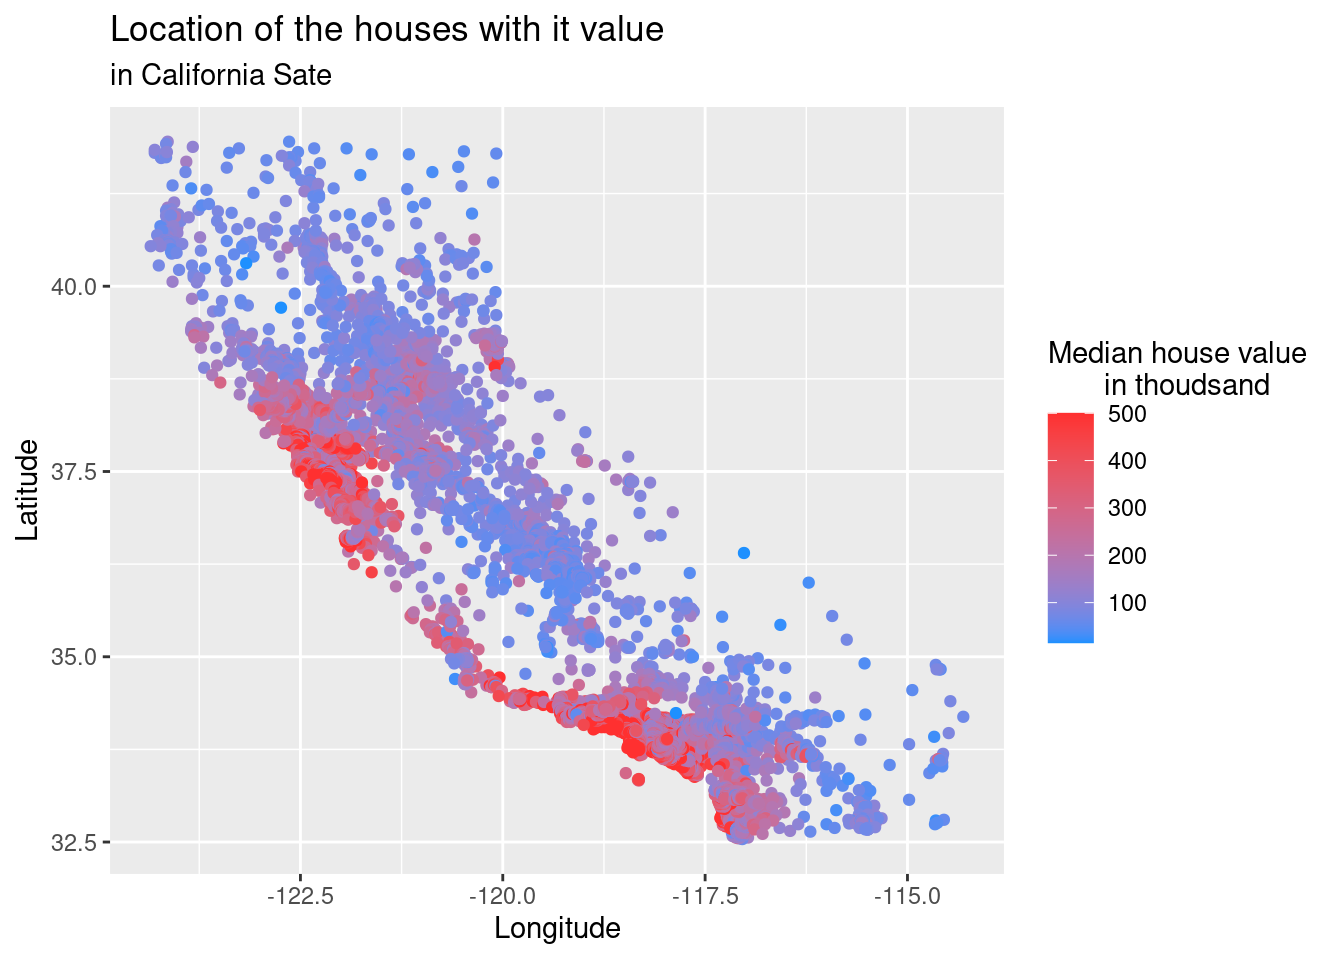 Location of the houses with it value
in California Sate
Latitude
40.0
37.5
35.0
32.5
-122.5
-120.0
-117.5
-115.0
Longitude
Median house value
in thoudsand
500
400
300
200
100